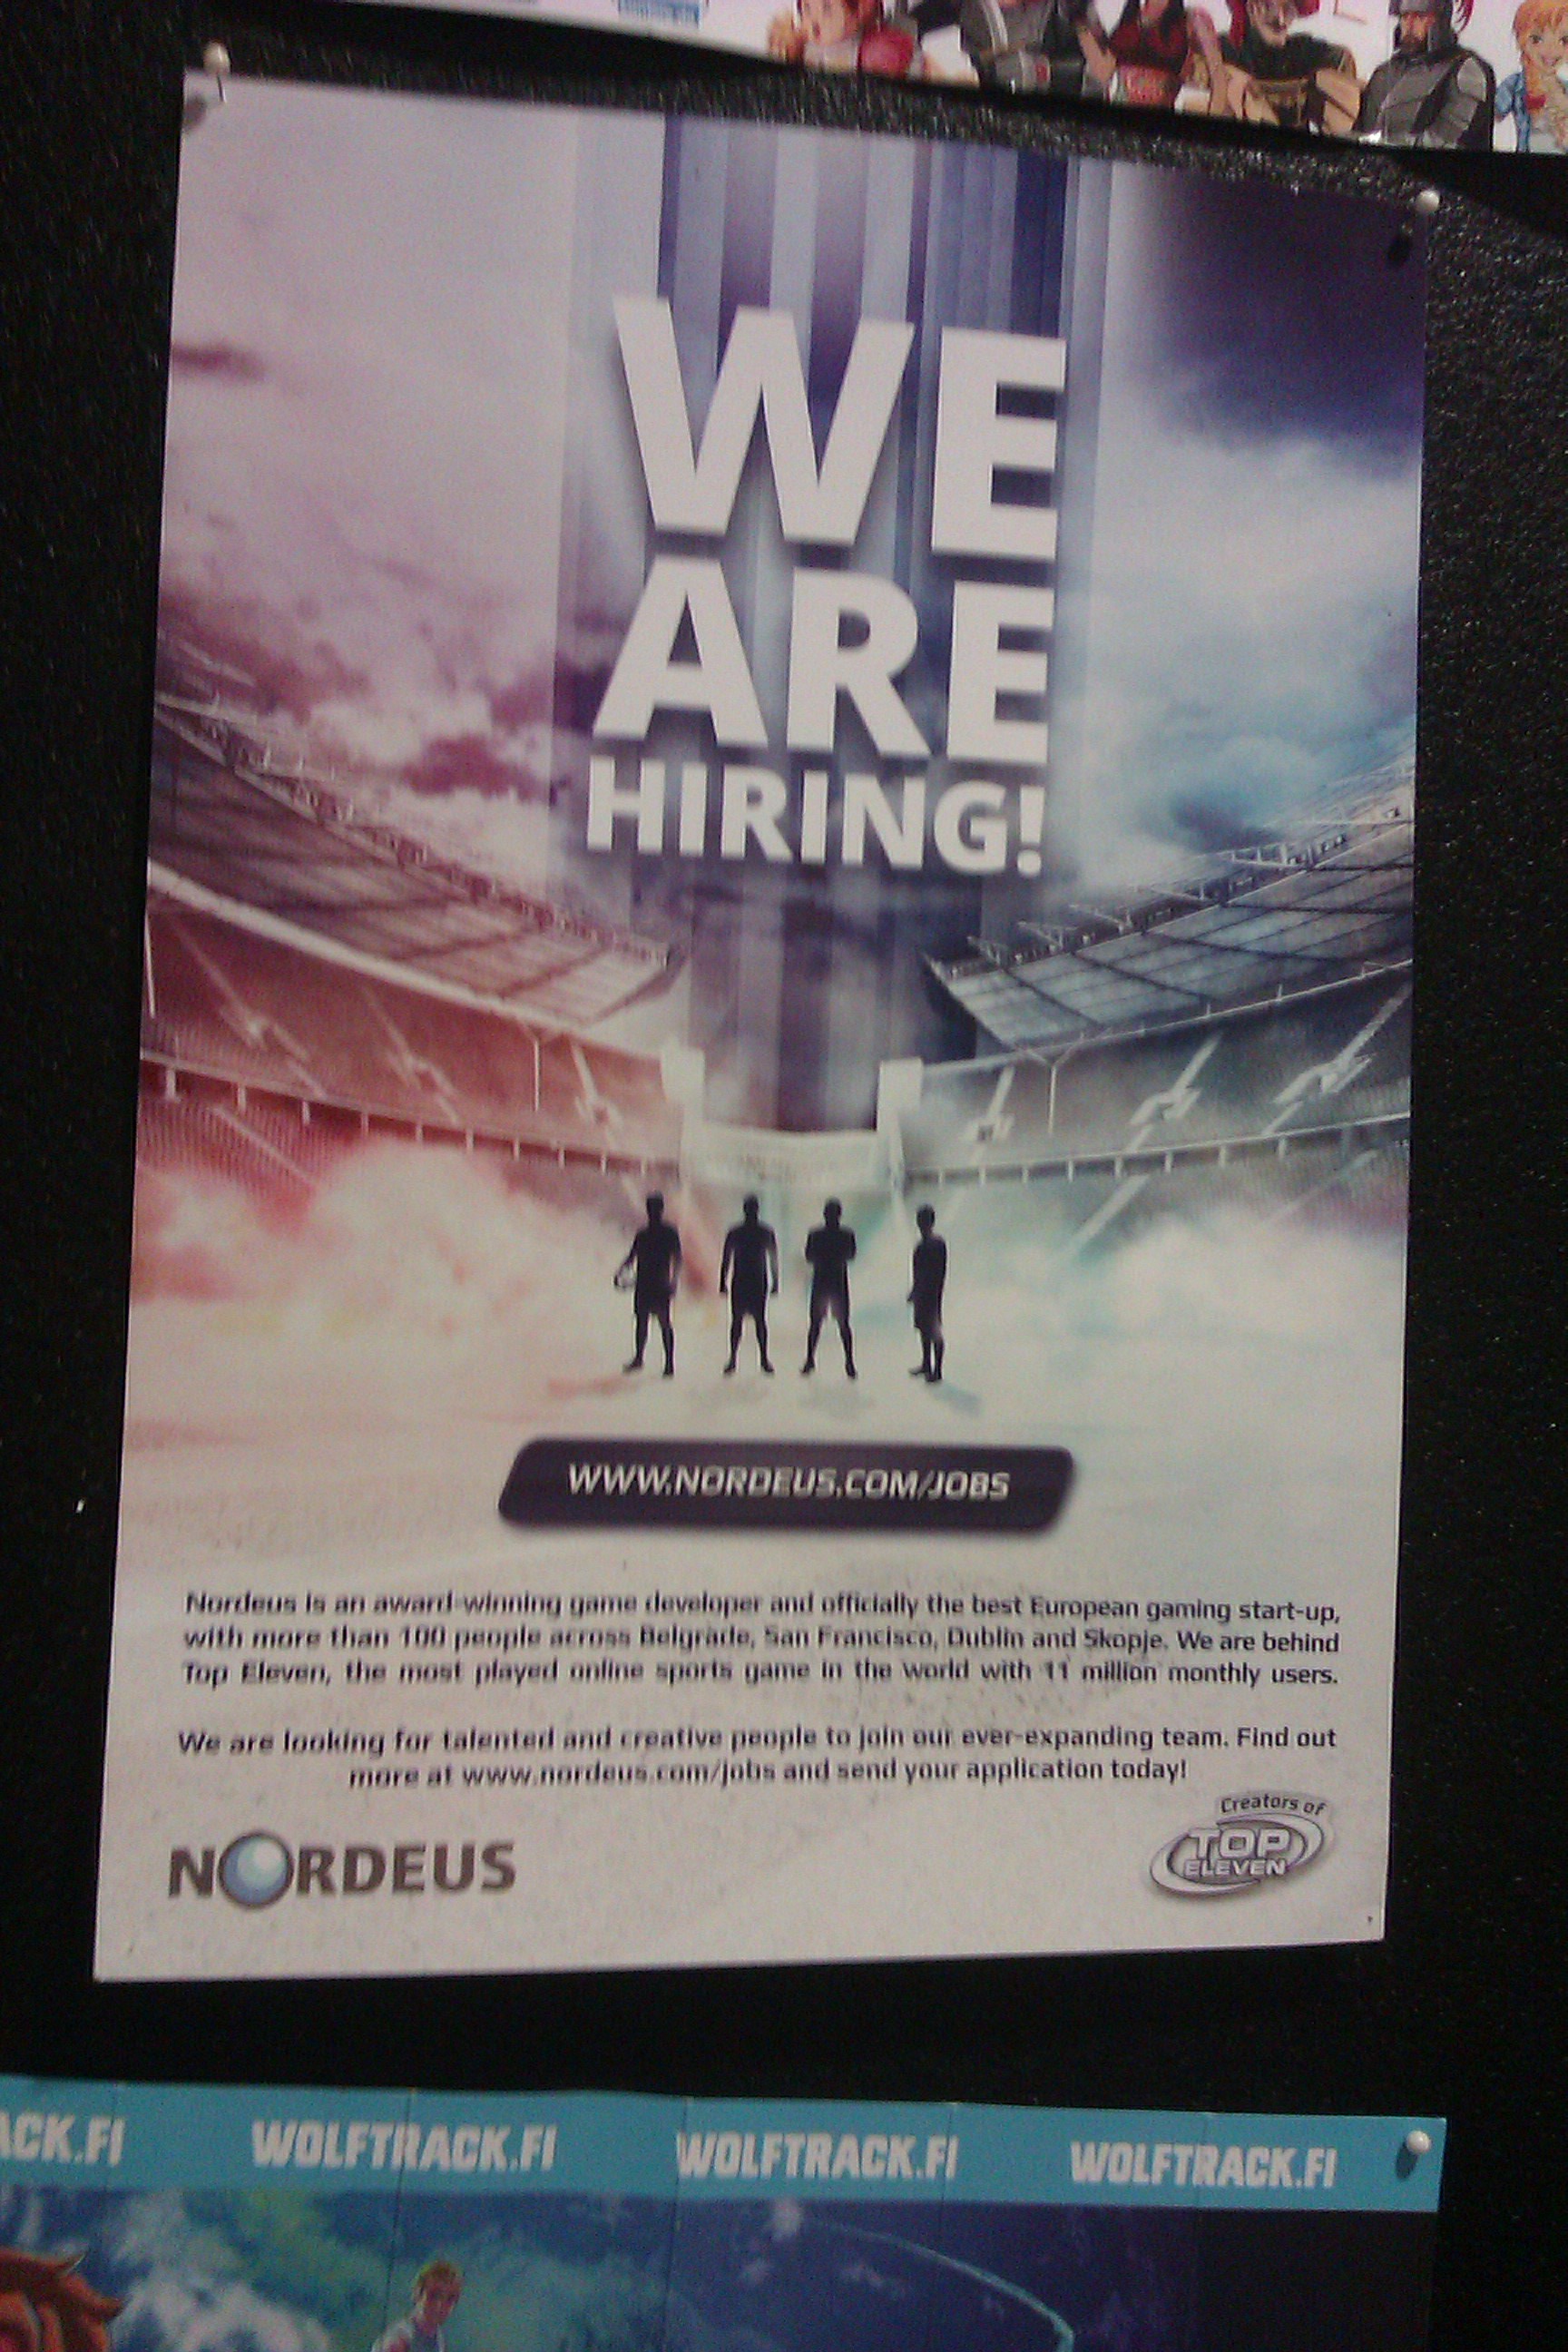 WE
ARE
HIRING!
WWW.NORDEUS.COM/JOBS
Nordeus is an award-winning game developer and officially the best European gaming start-up,
with more than 100 people across Belgrade, San Francisco, Dublin and Skopje. We are behind
Top Eleven, the most played online sports game in the world with 11 million monthly users.
We are looking for talented and creative people to join our ever-expanding team. Find out
more at www.nordeus.com/jobs and send your application today!
Creators of
NORDEUS
TOP
ELEVEN
ACK.FI WOLFTRACK.FI WOLFTRACK.FI WOLFTRACK.FI